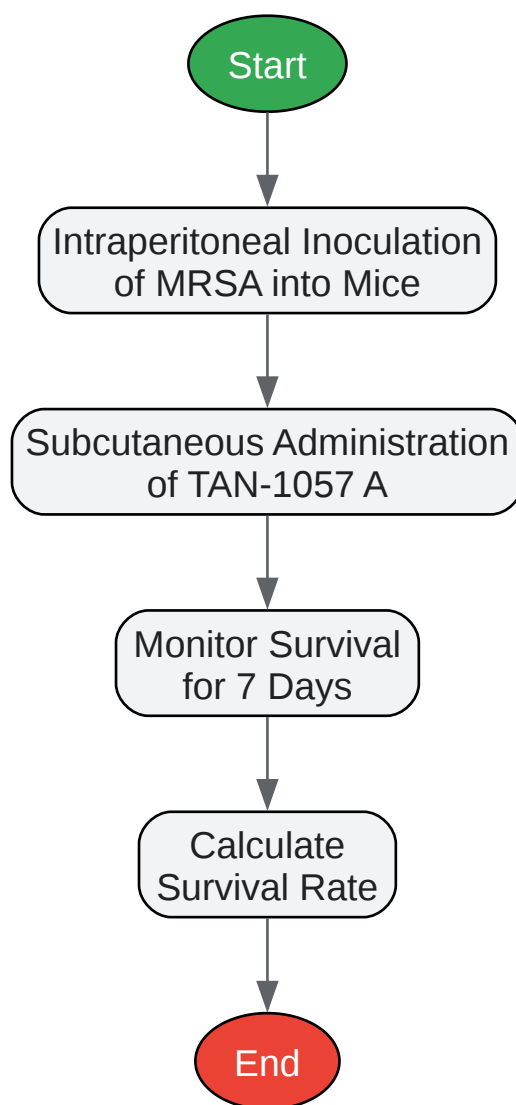 Start
Intraperitoneal Inoculation
of MRSA into Mice
Subcutaneous Administration
of TAN-1057 A
Monitor Survival
for 7 Days
Calculate
Survival Rate
End